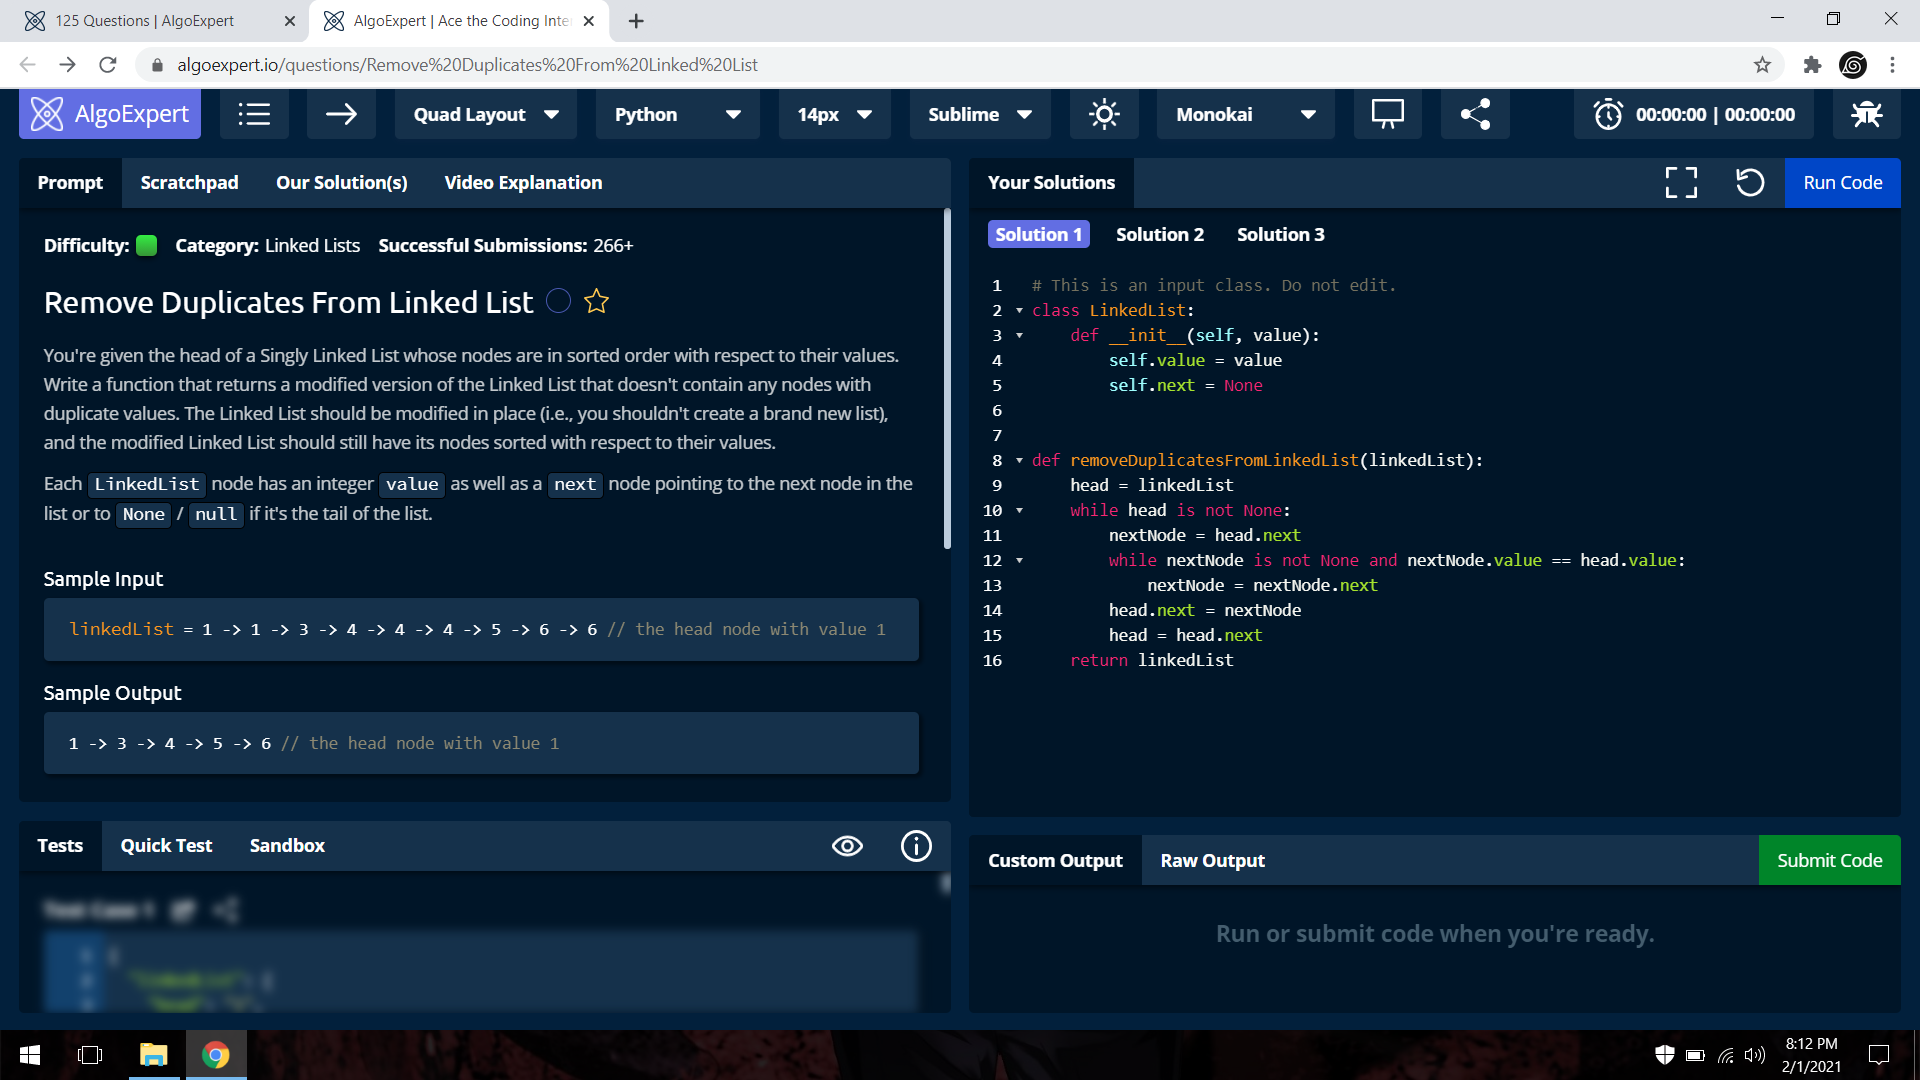 125 Questions | AlgoExpert
AlgoExpert | Ace the Coding Inte
algoexpert.io/questions/Remove%20Duplicates%20From%20Linked%20List
AlgoExpert
Quad Layout
Python
14px
Sublime
Monokai
00:00:00 | 00:00:00
Prompt
Scratchpad
Our Solution(s)
Video Explanation
Difficulty:
Category: Linked Lists
Successful Submissions: 266+
Remove Duplicates From Linked List
You're given the head of a Singly Linked List whose nodes are in sorted order with respect to their values.
Write a function that returns a modified version of the Linked List that doesn't contain any nodes with
duplicate values. The Linked List should be modified in place (i.e., you shouldn't create a brand new list),
and the modified Linked List should still have its nodes sorted with respect to their values.
Each LinkedList node has an integer value as well as a next node pointing to the next node in the
list or to None / null if it's the tail of the list.
Sample Input
linkedList = 1 -> 1 -> 3 -> 4 -> 4 -> 4 -> 5 -> 6 -> 6 // the head node with value 1
Sample Output
1 -> 3 -> 4 -> 5 -> 6 // the head node with value 1
Tests
Quick Test
Sandbox
Test Case 1
Your Solutions
Run Code
Solution 1
Solution 2
Solution 3
1 # This is an input class. Do not edit.
2 class LinkedList:
3     def __init__(self, value):
4         self.value = value
5         self.next = None
6
7
8 def removeDuplicatesFromLinkedList(linkedList):
9     head = linkedList
10     while head is not None:
11         nextNode = head.next
12         while nextNode is not None and nextNode.value == head.value:
13             nextNode = nextNode.next
14         head.next = nextNode
15         head = head.next
16     return linkedList
Custom Output
Raw Output
Submit Code
Run or submit code when you're ready.
8:12 PM
2/1/2021